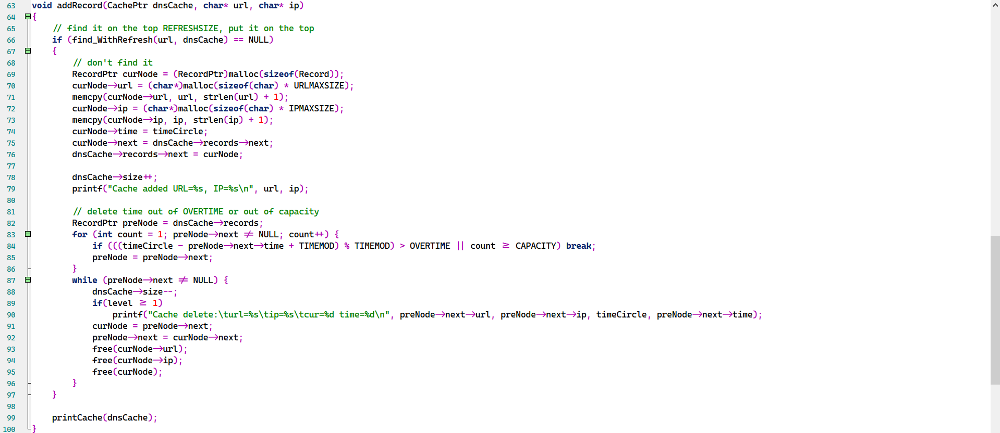 63 void addRecord(CachePtr dnsCache, char* url, char* ip)
64 {
65     // find it on the top REFRESHSIZE, put it on the top
66     if (find_WithRefresh(url, dnsCache) == NULL)
67     {
68         // don't find it
69         RecordPtr curNode = (RecordPtr)malloc(sizeof(Record));
70         curNode->url = (char*)malloc(sizeof(char) * URLMAXSIZE);
71         memcpy(curNode->url, url, strlen(url) + 1);
72         curNode->ip = (char*)malloc(sizeof(char) * IPMAXSIZE);
73         memcpy(curNode->ip, ip, strlen(ip) + 1);
74         curNode->time = timeCircle;
75         curNode->next = dnsCache->records->next;
76         dnsCache->records->next = curNode;
77
78         dnsCache->size++;
79         printf("Cache added URL=%s, IP=%s\n", url, ip);
80
81         // delete time out of OVERTIME or out of capacity
82         RecordPtr preNode = dnsCache->records;
83         for (int count = 1; preNode->next != NULL; count++) {
84             if (((timeCircle - preNode->next->time + TIMEMOD) % TIMEMOD) > OVERTIME || count >= CAPACITY) break;
85             preNode = preNode->next;
86         }
87         while (preNode->next != NULL) {
88             dnsCache->size--;
89             if(level >= 1)
90                 printf("Cache delete:\turl=%s\tip=%s\tcur=%d time=%d\n", preNode->next->url, preNode->next->ip, timeCircle, preNode->next->time);
91             curNode = preNode->next;
92             preNode->next = curNode->next;
93             free(curNode->url);
94             free(curNode->ip);
95             free(curNode);
96         }
97     }
98
99     printCache(dnsCache);
100 }